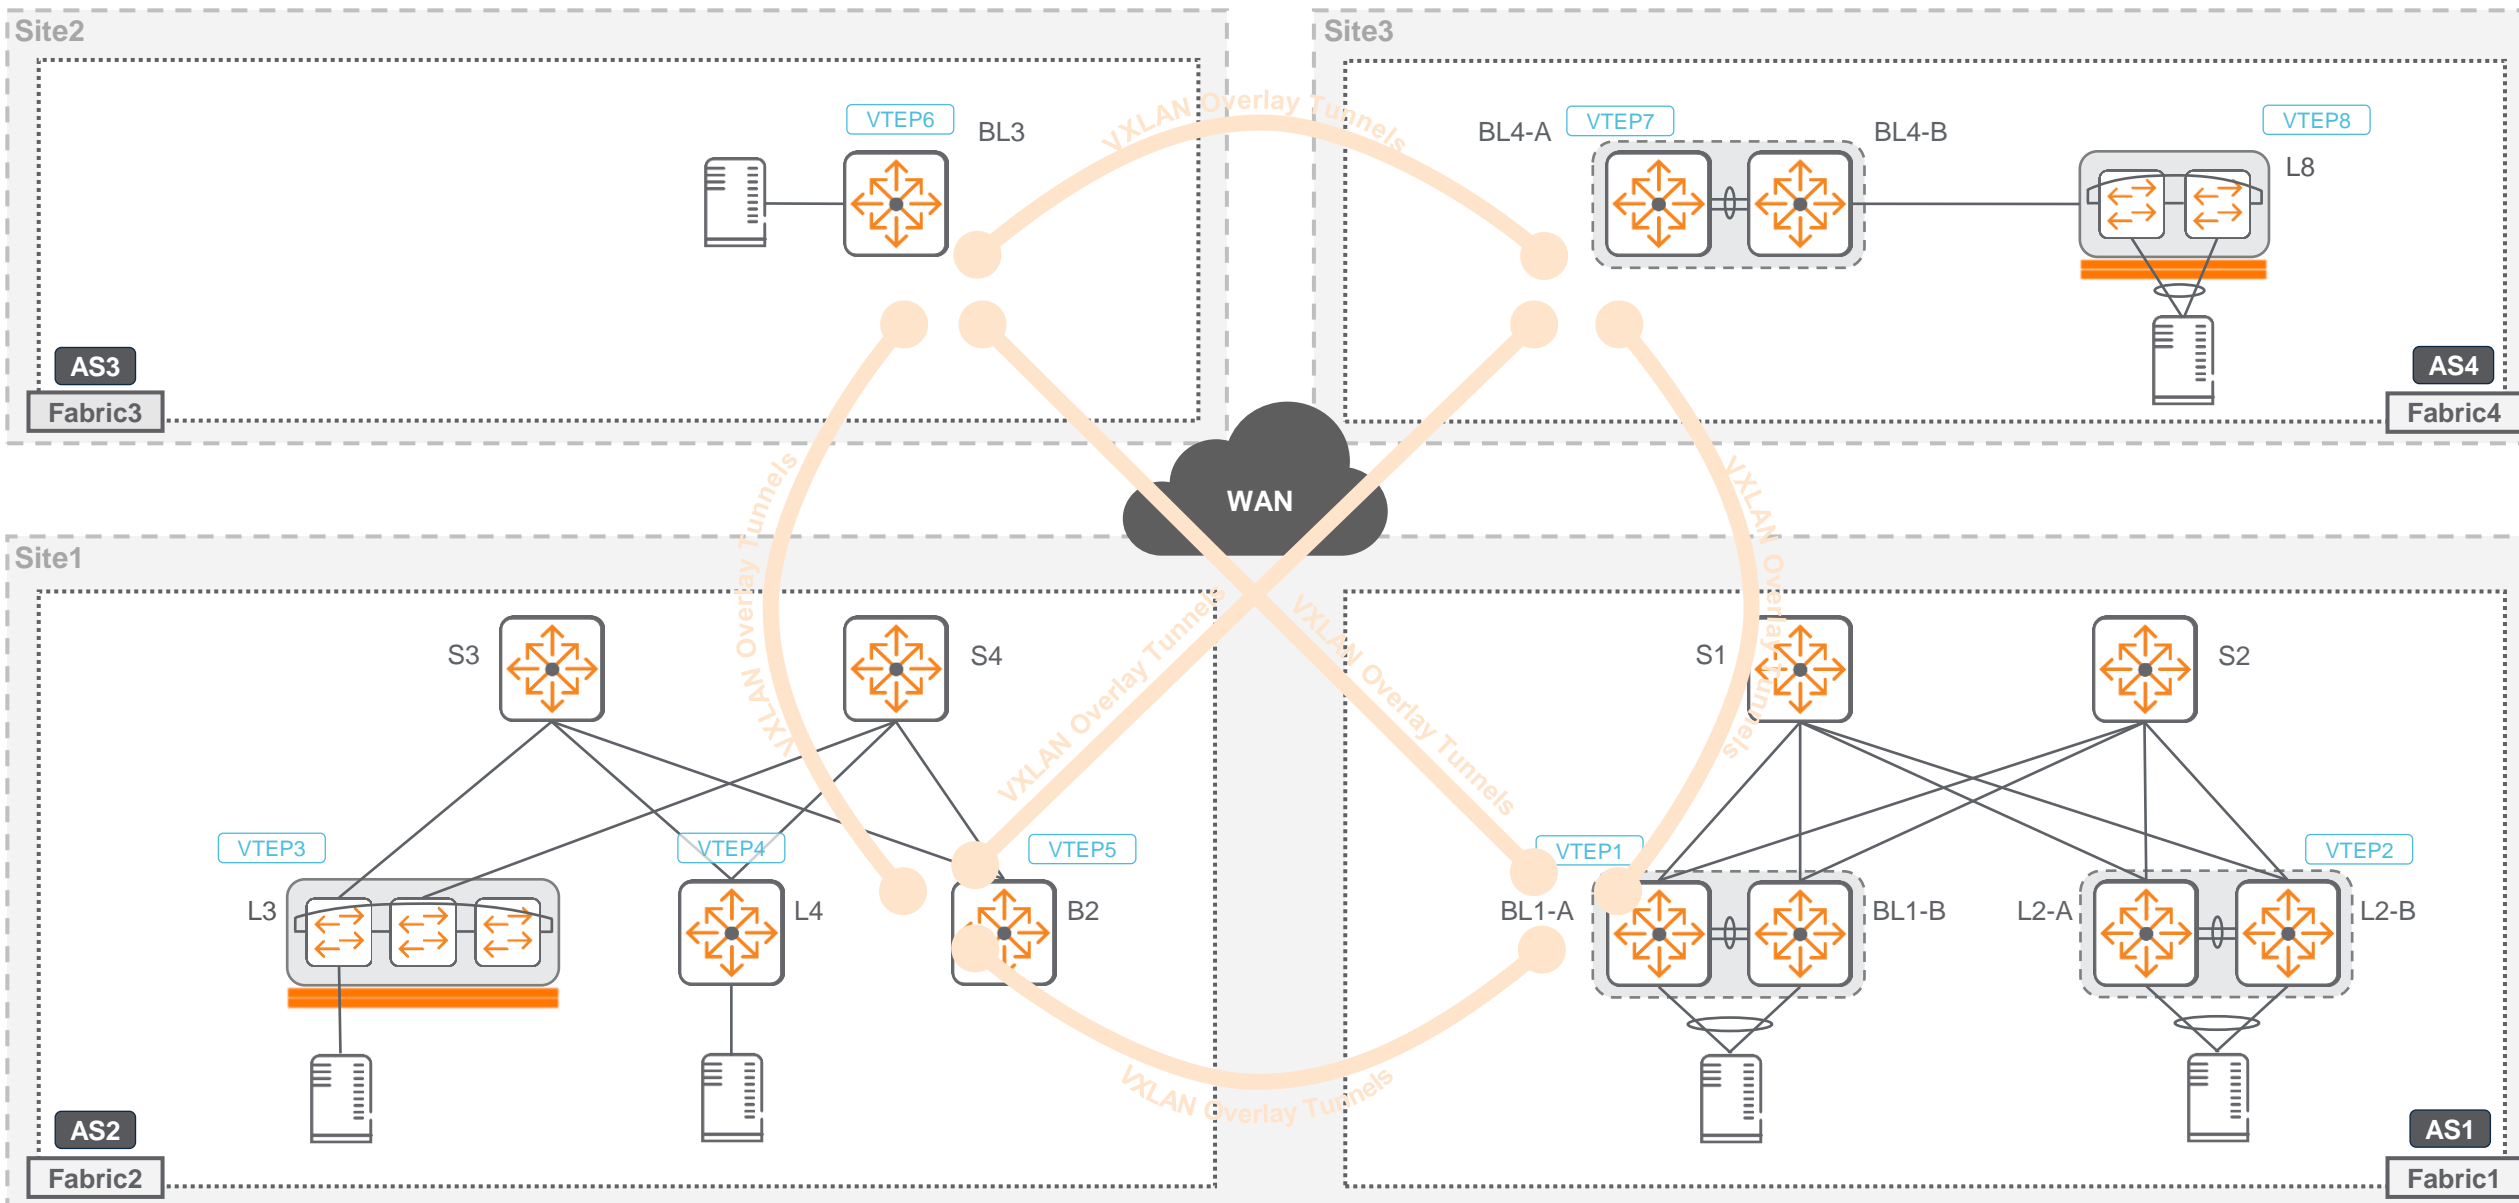 Site2
Site3
VXLAN Overlay Tunnels
VTEP6
BL3
BL4-A
VTEP7
BL4-B
VTEP8
L8
AS3
Fabric3
AS4
Fabric4
WAN
VXLAN Overlay Tunnels
VXLAN Overlay Tunnels
Site1
VXLAN Overlay Tunnels
VXLAN Overlay Tunnels
S3
S4
S1
S2
VTEP3
VTEP4
VTEP5
VTEP1
VTEP2
L3
L4
B2
BL1-A
BL1-B
L2-A
L2-B
VXLAN Overlay Tunnels
AS2
Fabric2
AS1
Fabric1